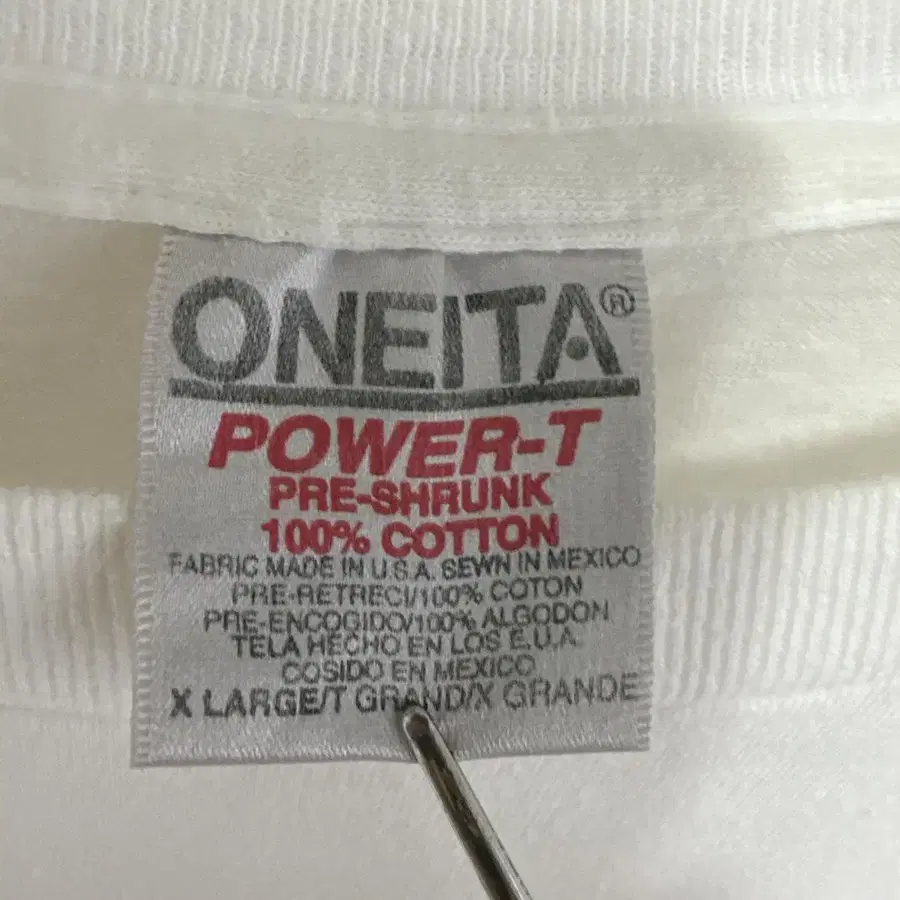 ONEITA®
POWER-T
PRE-SHRUNK
100% COTTON
FABRIC MADE IN U.S.A. SEWN IN MEXICO
PRE-RETRECI/100% COTON
PRE-ENCOGIDO/100% ALGODON
TELA HECHO EN LOS E.U.A.
COSIDO EN MEXICO
X LARGE/T GRAND/X GRANDE